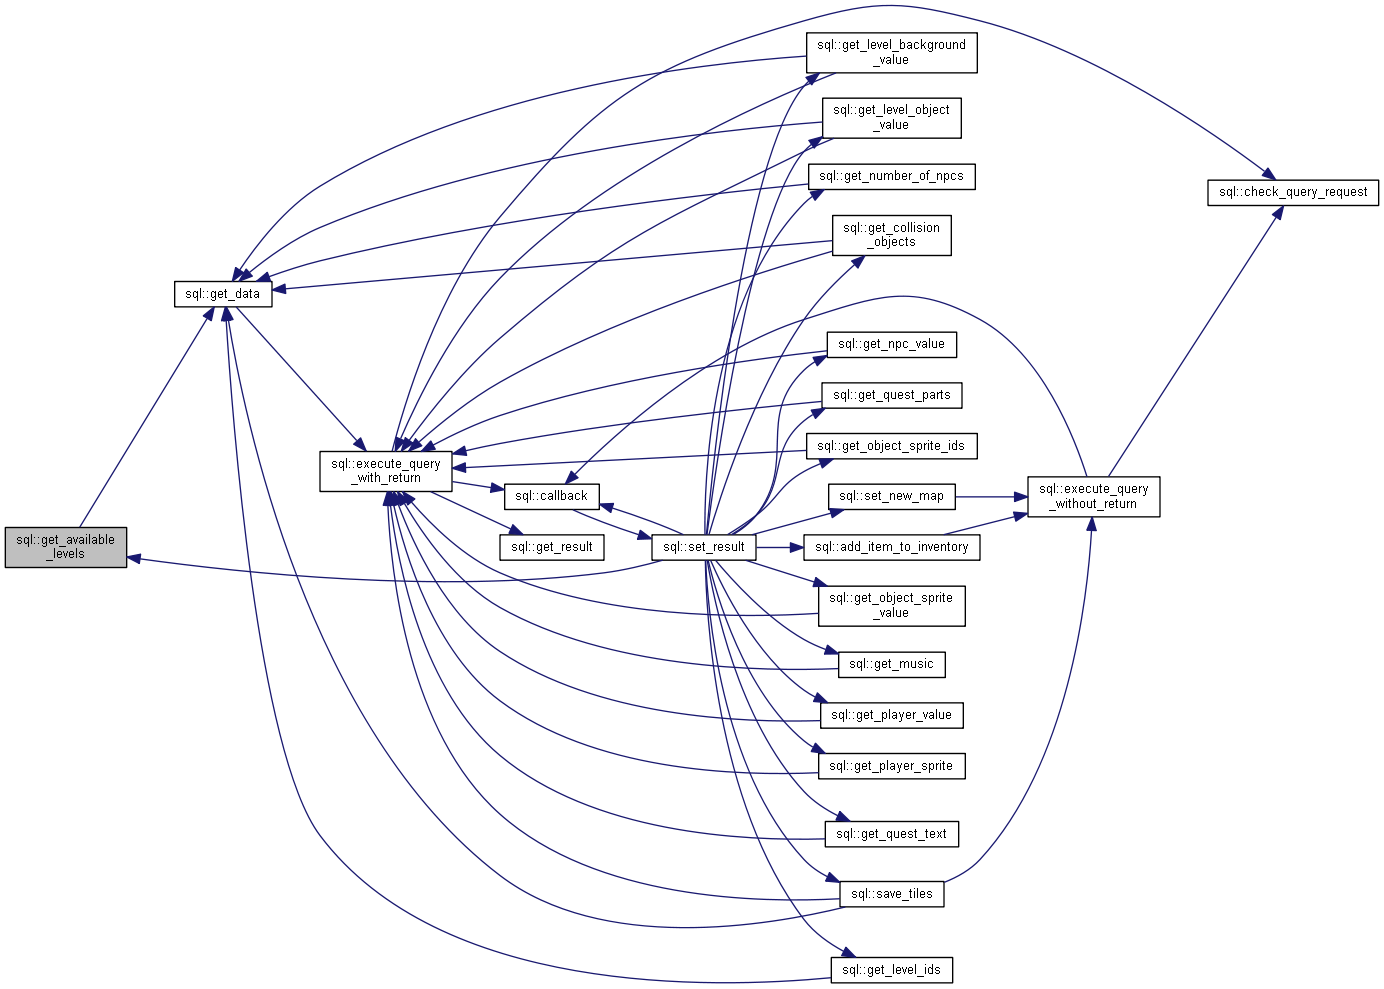 sql::get_level_background
_value
sql::get_level_object
_value
sql::get_number_of_npcs
sql::check_query_request
sql::get_collision
_objects
sql::get_data
sql::get_npc_value
sql::get_quest_parts
sql::get_object_sprite_ids
sql::execute_query
_with_return
sql::callback
sql::set_new_map
sql::execute_query
_without_return
sql::get_available
_levels
sql::get_result
sql::set_result
sql::add_item_to_inventory
sql::get_object_sprite
_value
sql::get_music
sql::get_player_value
sql::get_player_sprite
sql::get_quest_text
sql::save_tiles
sql::get_level_ids